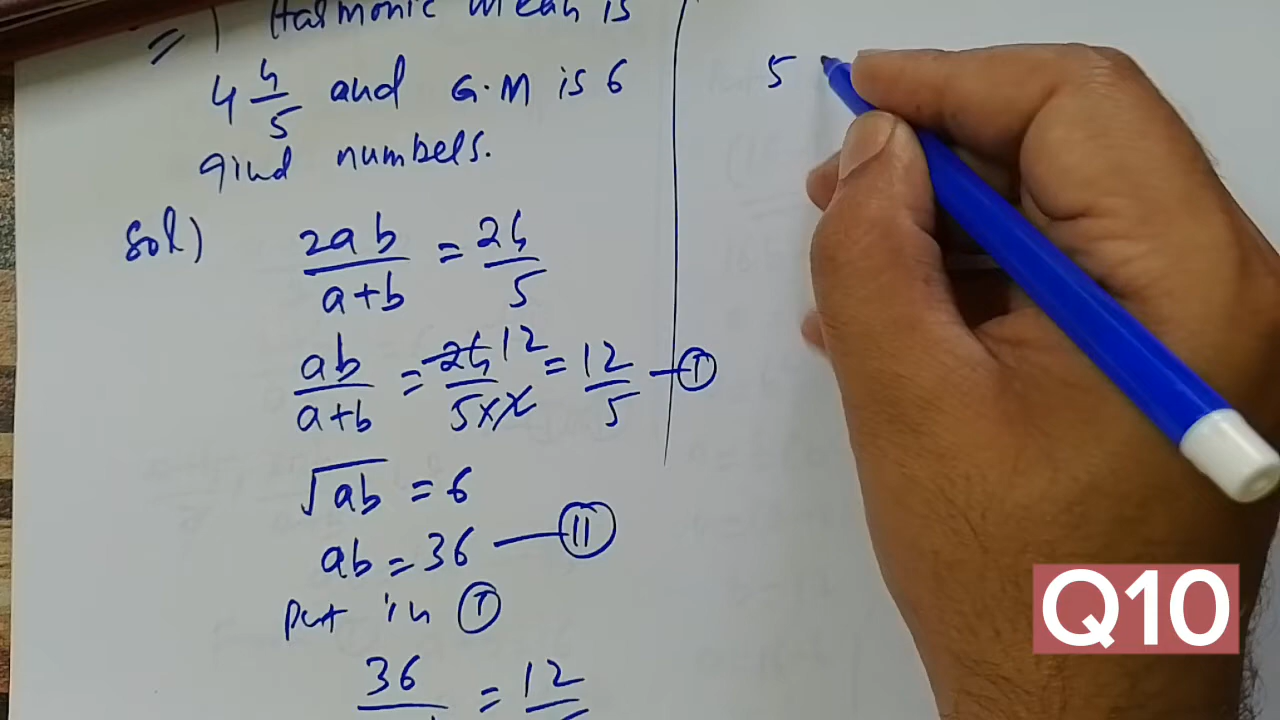 =) Harmonic mean is
4 4/5 and G.M is 6
find numbers.
Sol) 2ab/a+b = 24/5
ab/a+b = 24 12/5×2 = 12/5 — I
√ab = 6
ab = 36 — II
Put in I
36 = 12
5
Q10